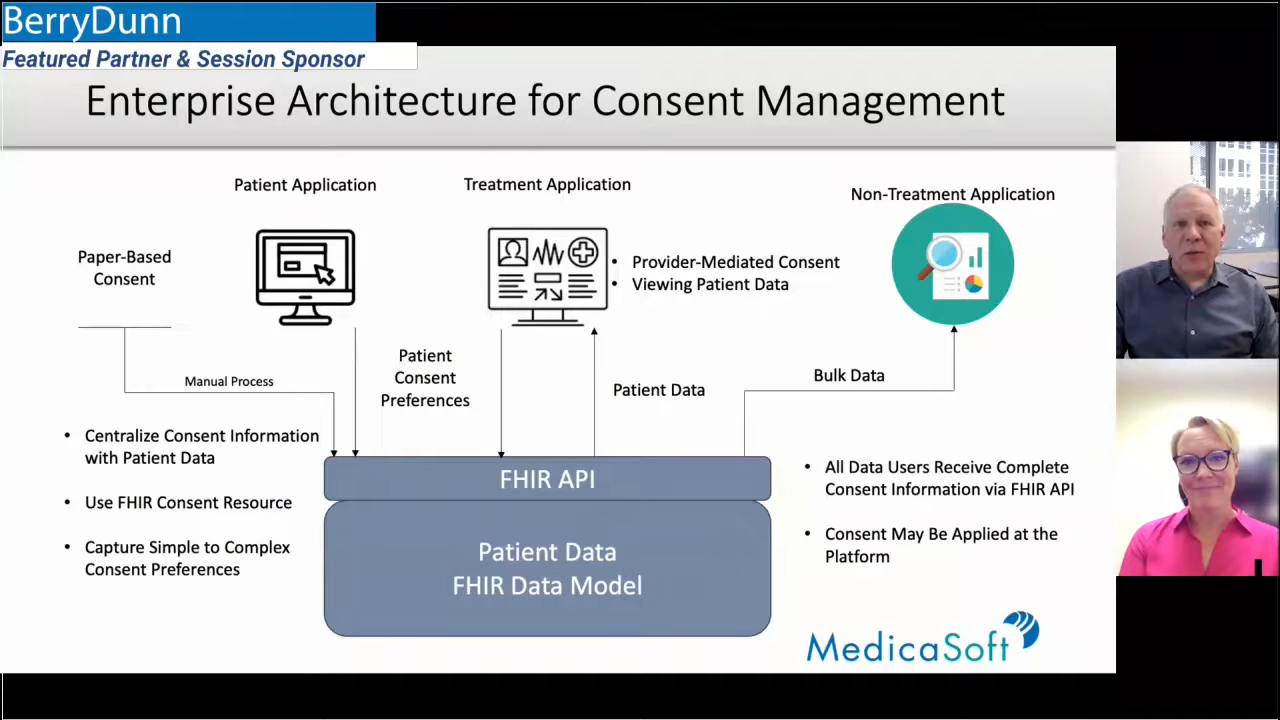 BerryDunn
Featured Partner & Session Sponsor
Enterprise Architecture for Consent Management
Patient Application
Treatment Application
Non-Treatment Application
Paper-Based
Consent
• Provider-Mediated Consent
• Viewing Patient Data
Manual Process
Patient
Consent
Preferences
Patient Data
Bulk Data
• Centralize Consent Information
with Patient Data
• Use FHIR Consent Resource
• Capture Simple to Complex
Consent Preferences
FHIR API
Patient Data
FHIR Data Model
• All Data Users Receive Complete
Consent Information via FHIR API
• Consent May Be Applied at the
Platform
MedicaSoft